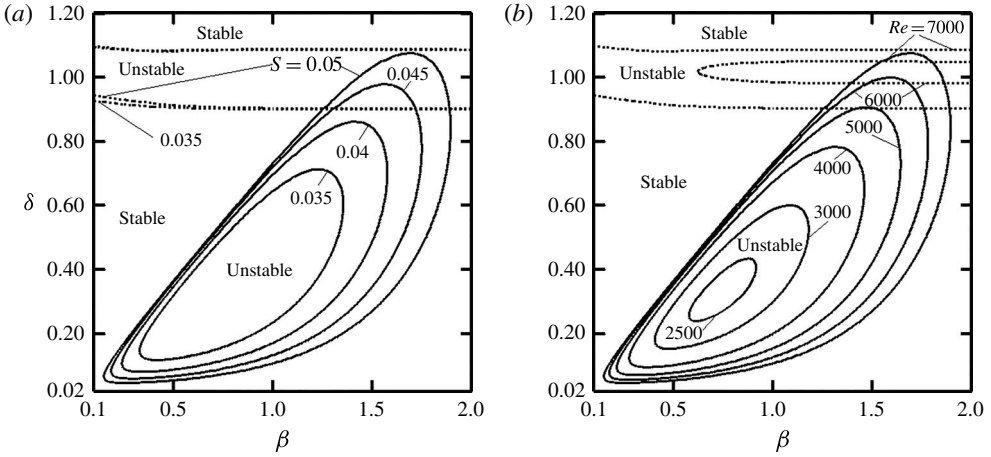 (a)
1.20
1.00
0.80
0.60
0.40
0.20
0.02
δ
Stable
Unstable
S = 0.05
0.045
0.035
0.04
0.035
Stable
Unstable
0.1
0.5
1.0
1.5
2.0
β
(b)
1.20
1.00
0.80
0.60
0.40
0.20
0.02
Stable
Re = 7000
Unstable
6000
5000
4000
Stable
3000
Unstable
2500
0.1
0.5
1.0
1.5
2.0
β